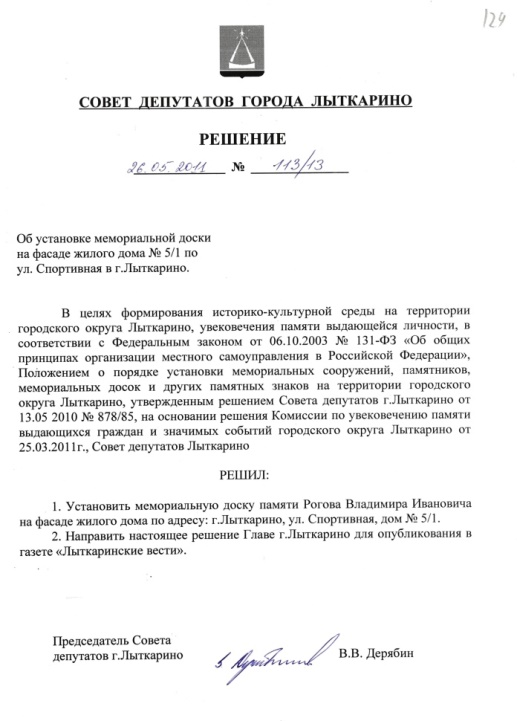 124
СОВЕТ ДЕПУТАТОВ ГОРОДА ЛЫТКАРИНО
РЕШЕНИЕ
26.05.2011 № 113/13
Об установке мемориальной доски
на фасаде жилого дома № 5/1 по
ул. Спортивная в г.Лыткарино.
В целях формирования историко-культурной среды на территории
городского округа Лыткарино, увековечения памяти выдающейся личности, в
соответствии с Федеральным законом от 06.10.2003 № 131-ФЗ «Об общих
принципах организации местного самоуправления в Российской Федерации»,
Положением о порядке установки мемориальных сооружений, памятников,
мемориальных досок и других памятных знаков на территории городского
округа Лыткарино, утвержденным решением Совета депутатов г.Лыткарино от
13.05 2010 № 878/85, на основании решения Комиссии по увековечению памяти
выдающихся граждан и значимых событий городского округа Лыткарино от
25.03.2011г., Совет депутатов Лыткарино
РЕШИЛ:
1. Установить мемориальную доску памяти Рогова Владимира Ивановича
на фасаде жилого дома по адресу: г.Лыткарино, ул. Спортивная, дом № 5/1.
2. Направить настоящее решение Главе г.Лыткарино для опубликования в
газете «Лыткаринские вести».
Председатель Совета
депутатов г.Лыткарино В.В. Дерябин